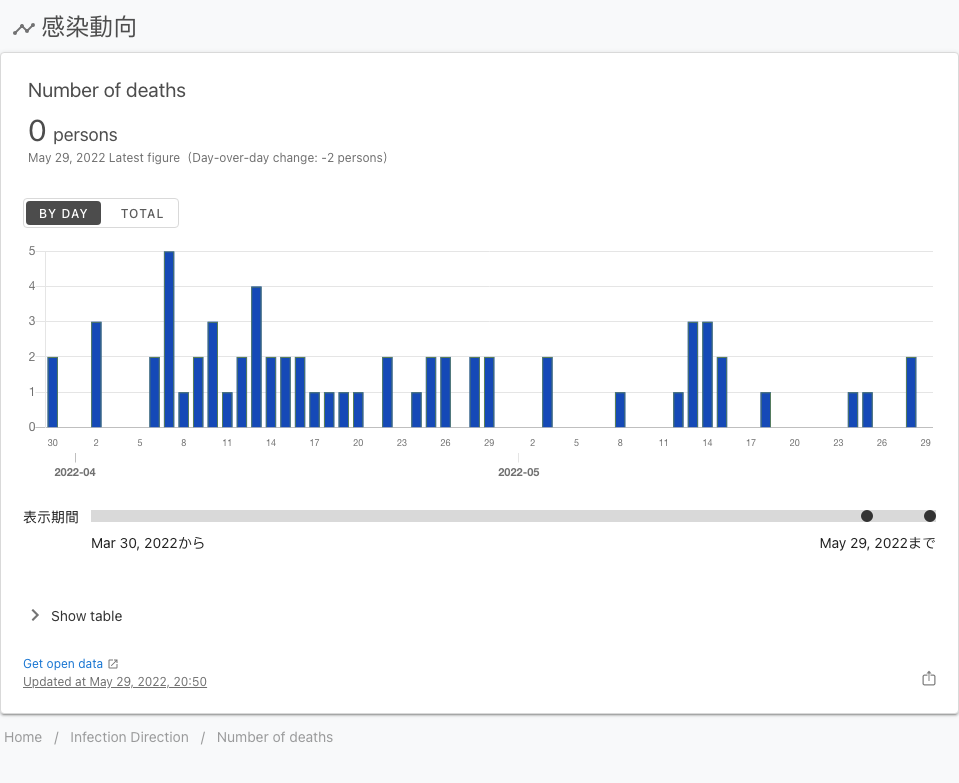 感染動向
Number of deaths
0 persons
May 29, 2022 Latest figure (Day-over-day change: -2 persons)
BY DAY TOTAL
5
4
3
2
1
0
30 2 5 8 11 14 17 20 23 26 29 2 5 8 11 14 17 20 23 26 29
2022-04 2022-05
表示期間
Mar 30, 2022から May 29, 2022まで
Show table
Get open data
Updated at May 29, 2022, 20:50
Home / Infection Direction / Number of deaths